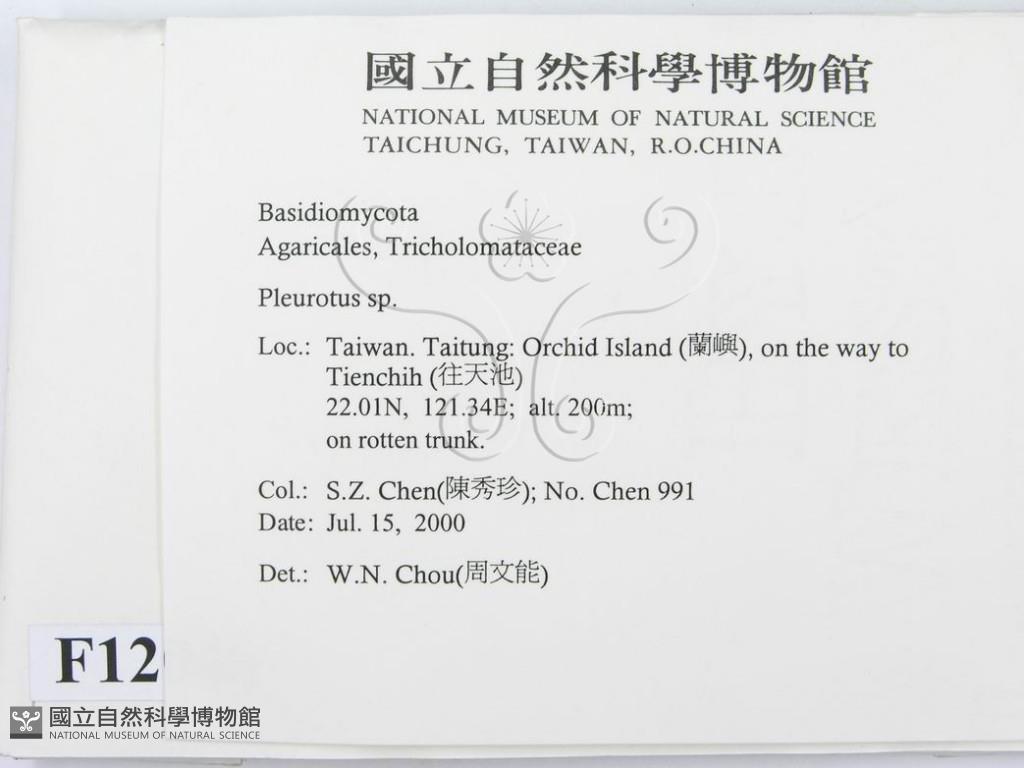 國立自然科學博物館
NATIONAL MUSEUM OF NATURAL SCIENCE
TAICHUNG, TAIWAN, R.O.CHINA
Basidiomycota
Agaricales, Tricholomataceae
Pleurotus sp.
Loc.: Taiwan. Taitung: Orchid Island (蘭嶼), on the way to
Tienchih (往天池)
22.01N, 121.34E; alt. 200m;
on rotten trunk.
Col.: S.Z. Chen(陳秀珍); No. Chen 991
Date: Jul. 15, 2000
Det.: W.N. Chou(周文能)
F12
國立自然科學博物館
NATIONAL MUSEUM OF NATURAL SCIENCE